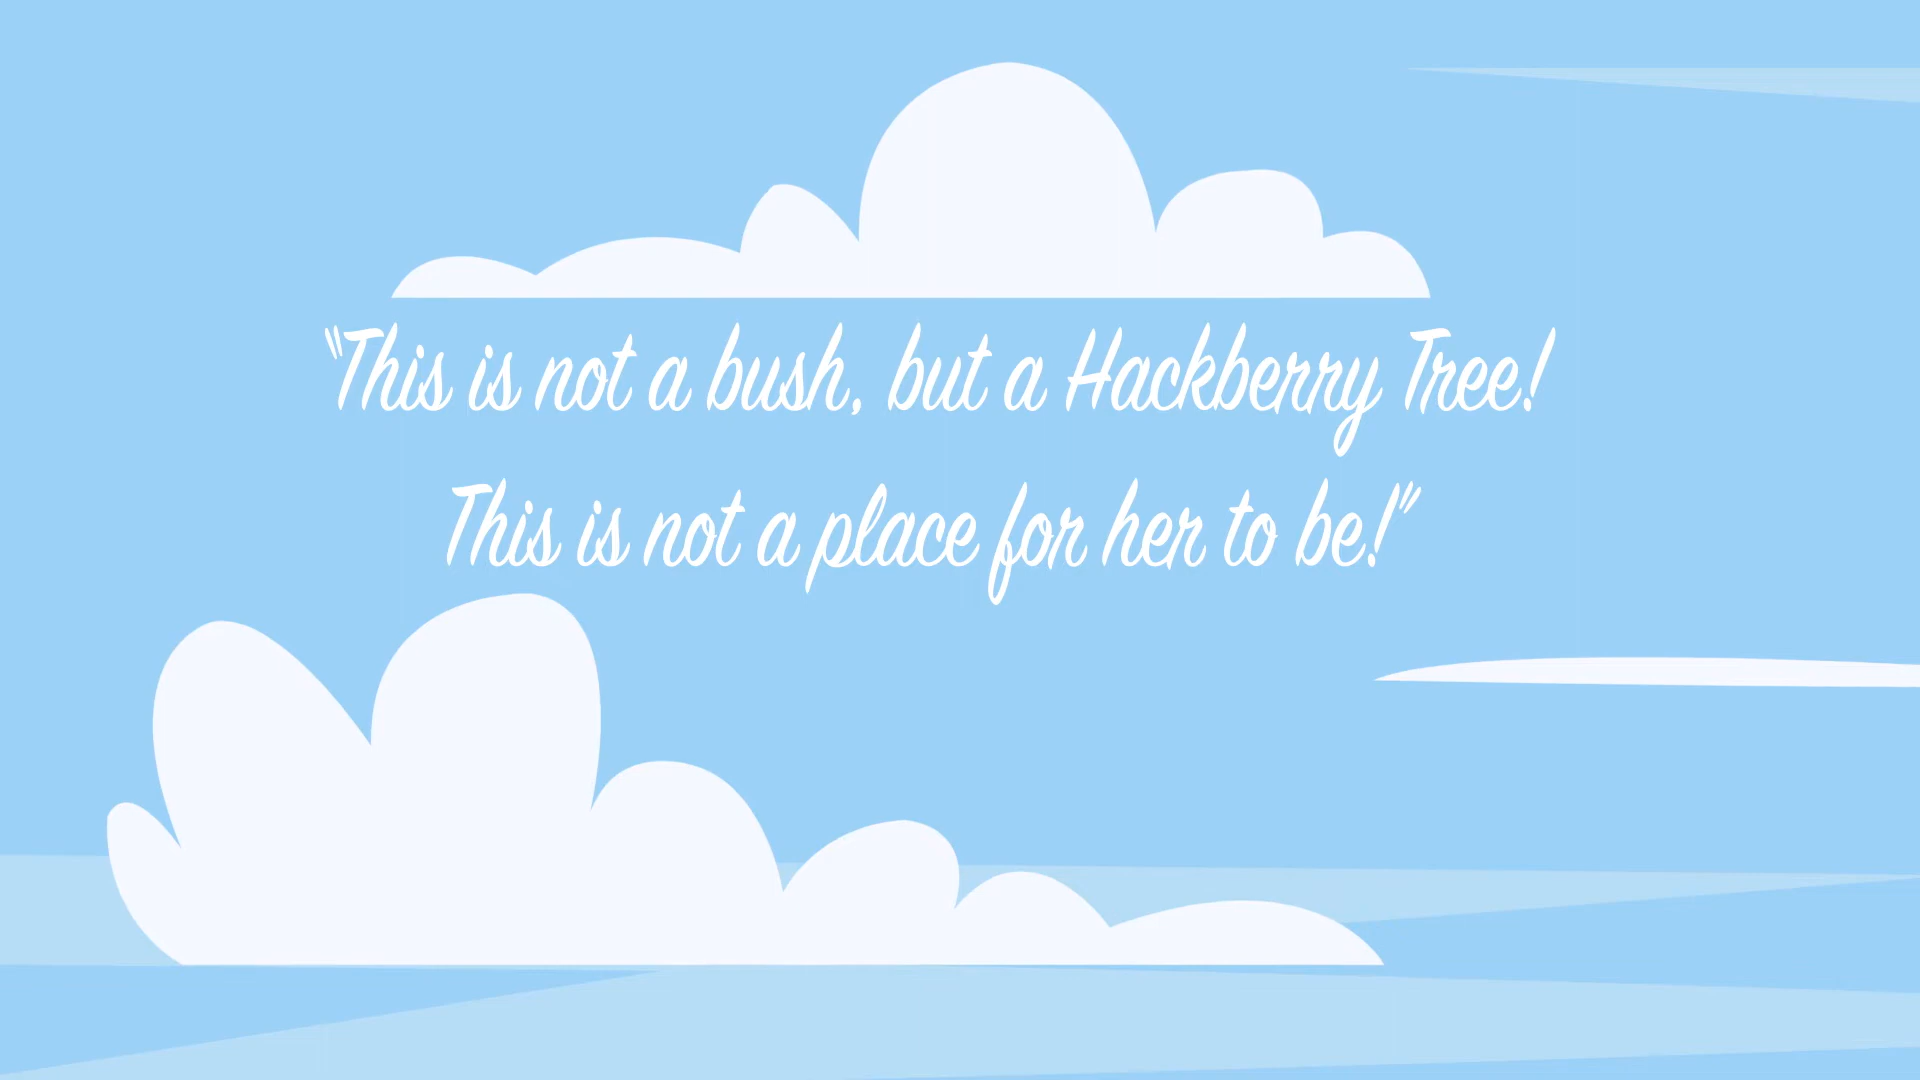 “This is not a bush, but a Hackberry Tree!
This is not a place for her to be!”